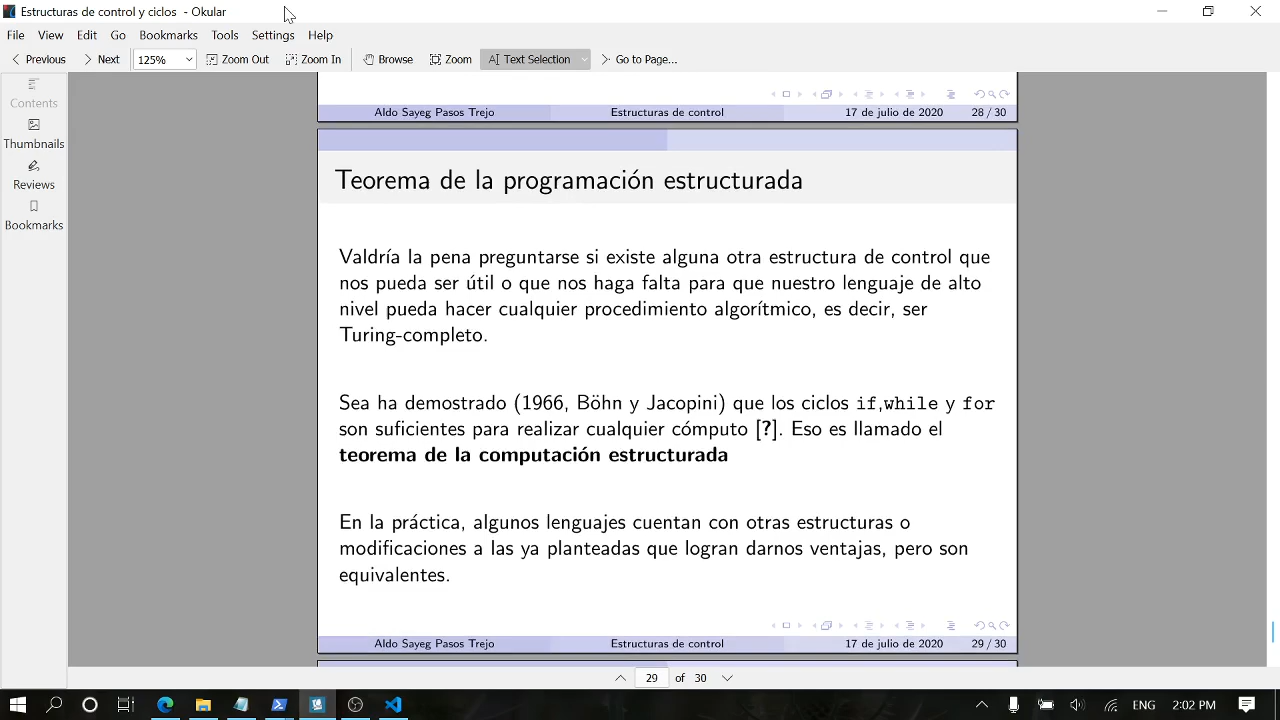 Estructuras de control y ciclos - Okular
File View Edit Go Bookmarks Tools Settings Help
Previous Next 125% Zoom Out Zoom In Browse Zoom Text Selection Go to Page...
Contents
Thumbnails
Reviews
Bookmarks
Aldo Sayeg Pasos Trejo Estructuras de control 17 de julio de 2020 28 / 30
Teorema de la programación estructurada
Valdría la pena preguntarse si existe alguna otra estructura de control que
nos pueda ser útil o que nos haga falta para que nuestro lenguaje de alto
nivel pueda hacer cualquier procedimiento algorítmico, es decir, ser
Turing-completo.
Sea ha demostrado (1966, Böhn y Jacopini) que los ciclos if,while y for
son suficientes para realizar cualquier cómputo [?]. Eso es llamado el
teorema de la computación estructurada
En la práctica, algunos lenguajes cuentan con otras estructuras o
modificaciones a las ya planteadas que logran darnos ventajas, pero son
equivalentes.
Aldo Sayeg Pasos Trejo Estructuras de control 17 de julio de 2020 29 / 30
29 of 30
ENG 2:02 PM